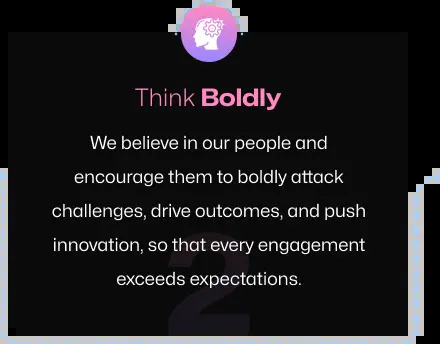 Think Boldly
We believe in our people and
encourage them to boldly attack
challenges, drive outcomes, and push
innovation, so that every engagement
exceeds expectations.
2